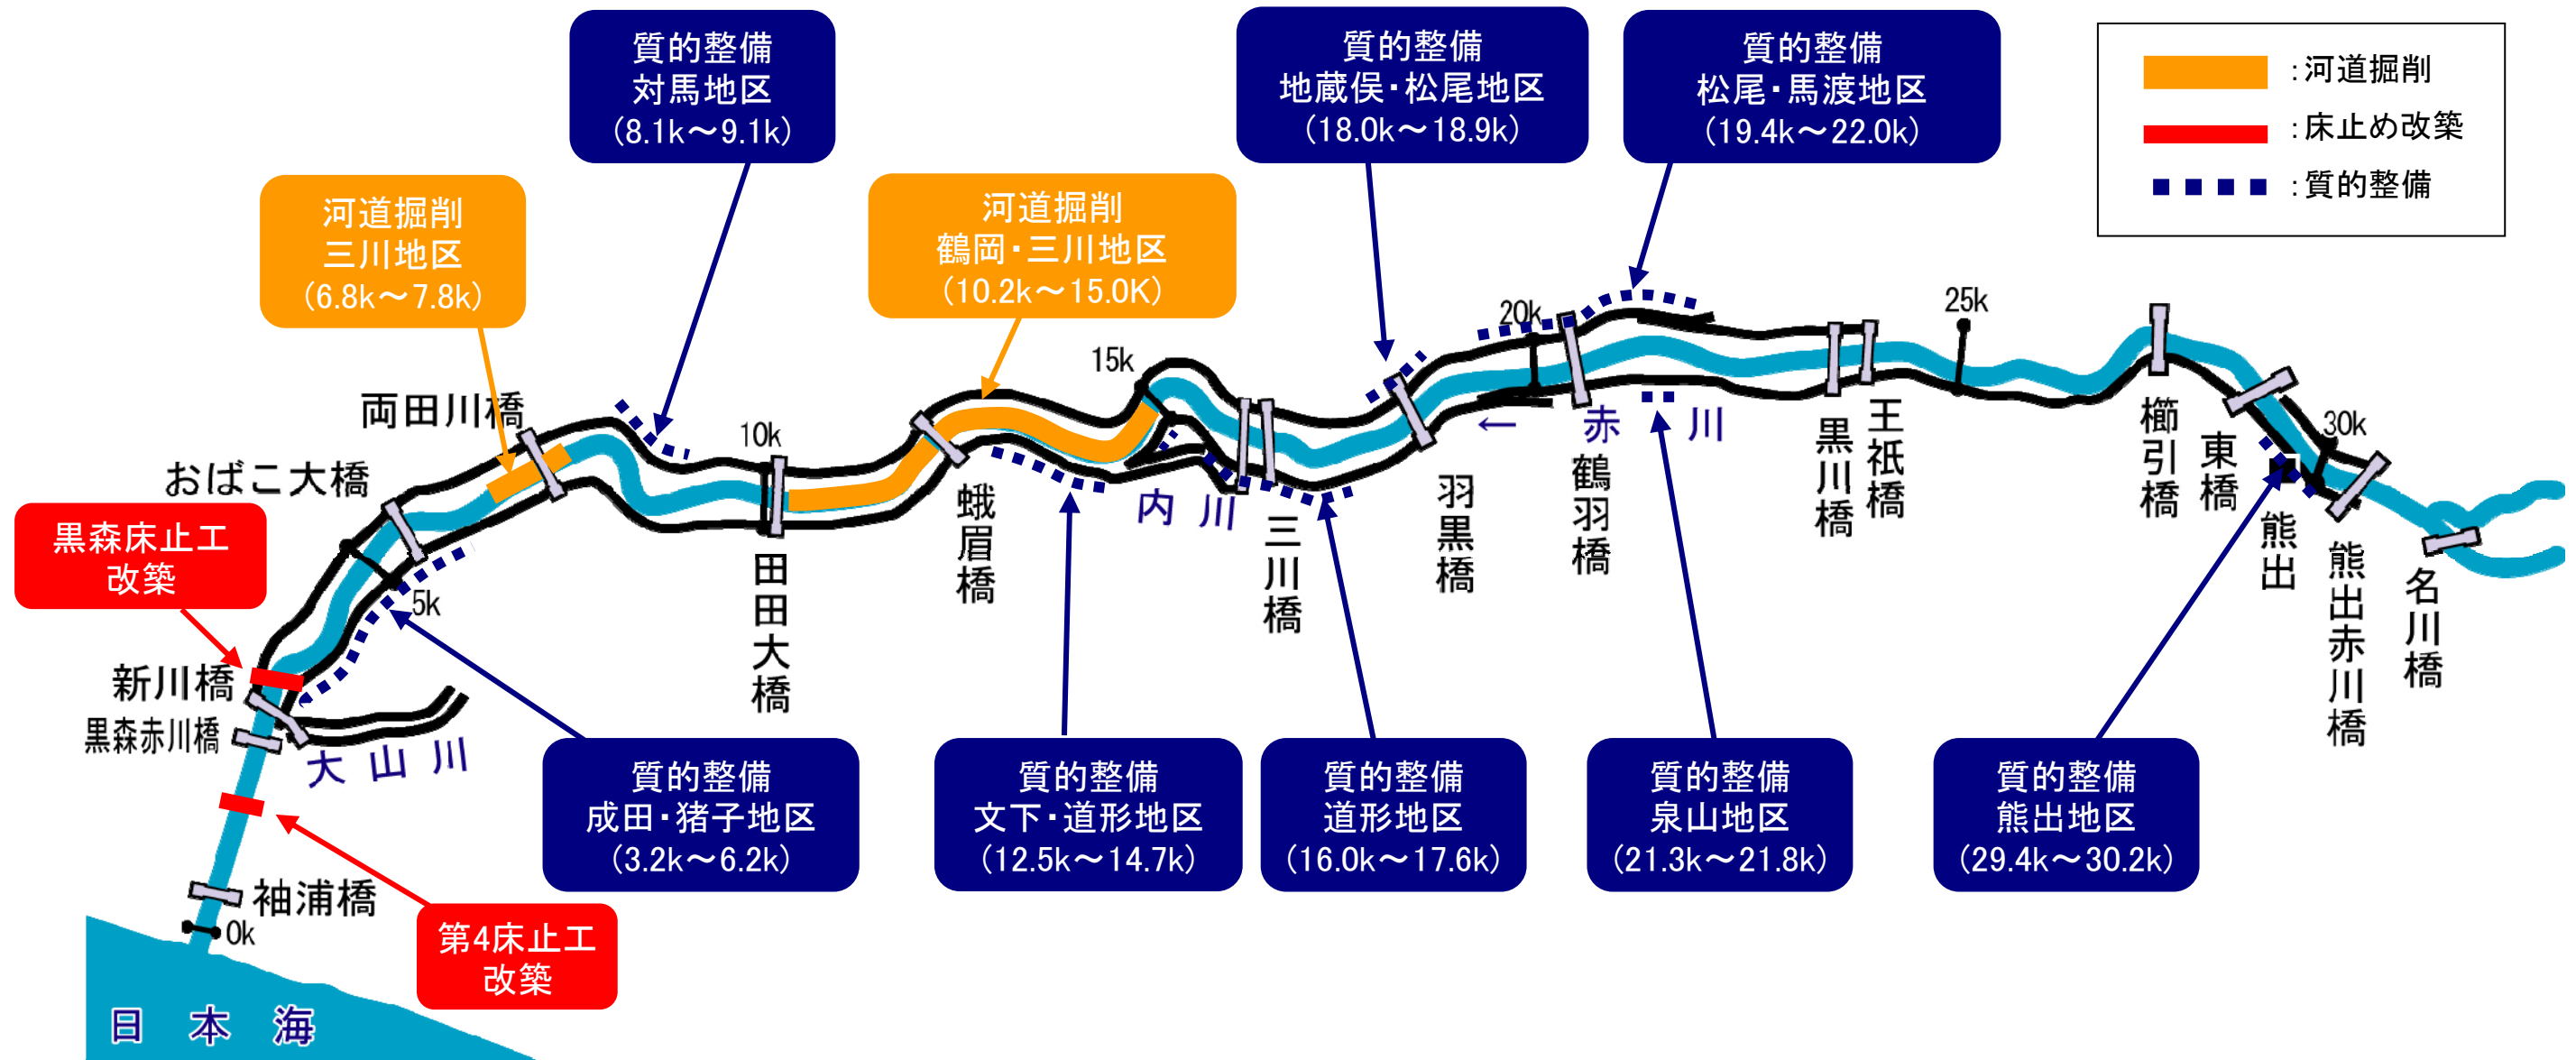 質的整備
対馬地区
(8.1k～9.1k)
質的整備
地蔵俣・松尾地区
(18.0k～18.9k)
質的整備
松尾・馬渡地区
(19.4k～22.0k)
:河道掘削
:床止め改築
:質的整備
河道掘削
三川地区
(6.8k～7.8k)
河道掘削
鶴岡・三川地区
(10.2k～15.0K)
両田川橋
おばこ大橋
黒森床止工
改築
新川橋
黒森赤川橋
大山川
袖浦橋
0k
5k
10k
15k
20k
25k
30k
田田大橋
蛾眉橋
内川
三川橋
羽黒橋
←赤川
鶴羽橋
黒川橋
王祇橋
櫛引橋
東橋
熊出
熊出赤川橋
名川橋
質的整備
成田・猪子地区
(3.2k～6.2k)
質的整備
文下・道形地区
(12.5k～14.7k)
質的整備
道形地区
(16.0k～17.6k)
質的整備
泉山地区
(21.3k～21.8k)
質的整備
熊出地区
(29.4k～30.2k)
第4床止工
改築
日本海